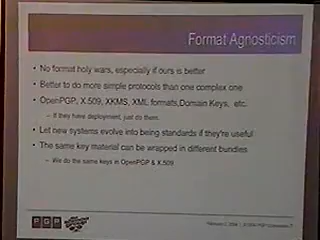 Format Agnosticism
• No format holy wars, especially if ours is better
• Better to do more simple protocols than one complex one
• OpenPGP, X.509, XKMS, XML formats,Domain Keys, etc.
– If they have deployment, just do them.
• Let new systems evolve into being standards if they're useful
• The same key material can be wrapped in different bundles
– We do the same keys in OpenPGP & X.509
PGP